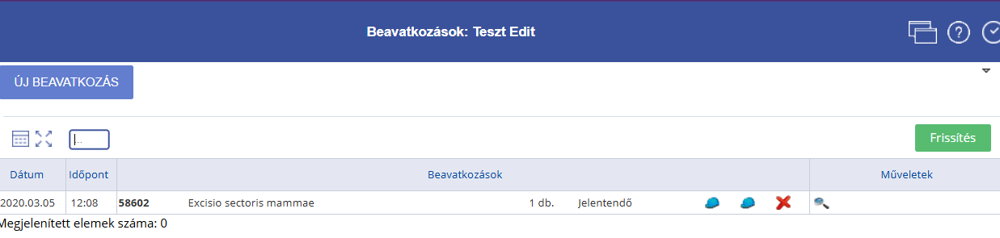 Beavatkozások: Teszt Edit
ÚJ BEAVATKOZÁS
...
Frissítés
Dátum Időpont Beavatkozások Műveletek
2020.03.05 12:08 58602 Excisio sectoris mammae 1 db. Jelentendő
Megjelenített elemek száma: 0